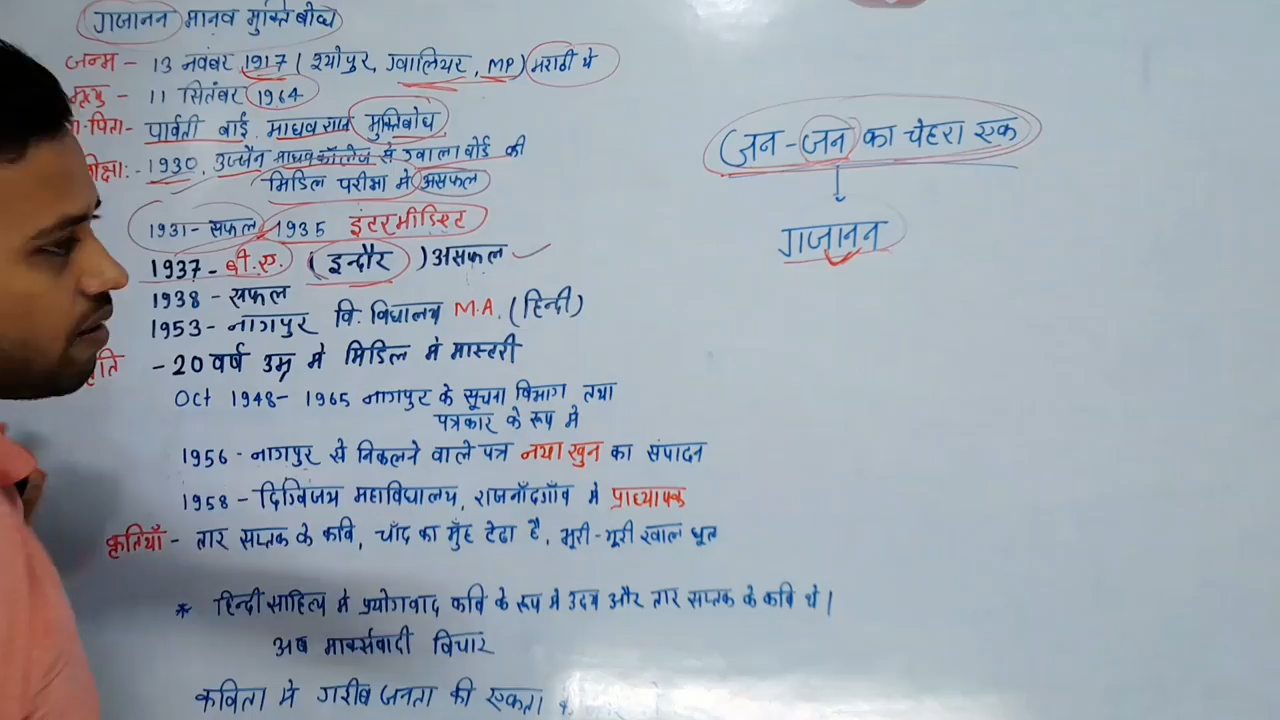 गजानन मानव मुक्तिबोध
जन्म - 13 नवंबर 1917 ( श्योपुर, ग्वालियर, MP) मराठी थे
11 सितंबर 1964
पिता- पार्वती बाई, माधवराव मुक्तिबोध
1930, उज्जैन माधवकॉलेज से ग्वाला बोर्ड की
मिडिल परीक्षा मे असफल
1931- सफल, 1935 इंटरमीडिएट
1937- बी.ए. (इन्दौर) असफल
1938 - सफल
1953- नागपुर वि. विघालय M.A. (हिन्दी)
- 20 वर्ष उम्र मे मिडिल मे मास्टरी
Oct 1948- 1965 नागपुर के सूचना विभाग तथा
पत्रकार के रूप मे
1956- नागपुर से निकलने वाले पत्र नया खुन का संपादन
1958 - दिग्विजय महाविघालय, राजनाँदगाँव मे प्राध्यापक
कृतियाँ - तार सप्तक के कवि, चाँद का मुँह टेढा है, भूरी-भूरी खाल धूल
* हिन्दी साहित्य मे प्रयोगवाद कवि के रूप मे उदय और तार सप्तक के कवि थे।
अब मार्क्सवादी विचार
कविता मे गरीब जनता की एकता
(जन-जन का चेहरा एक
गजानन